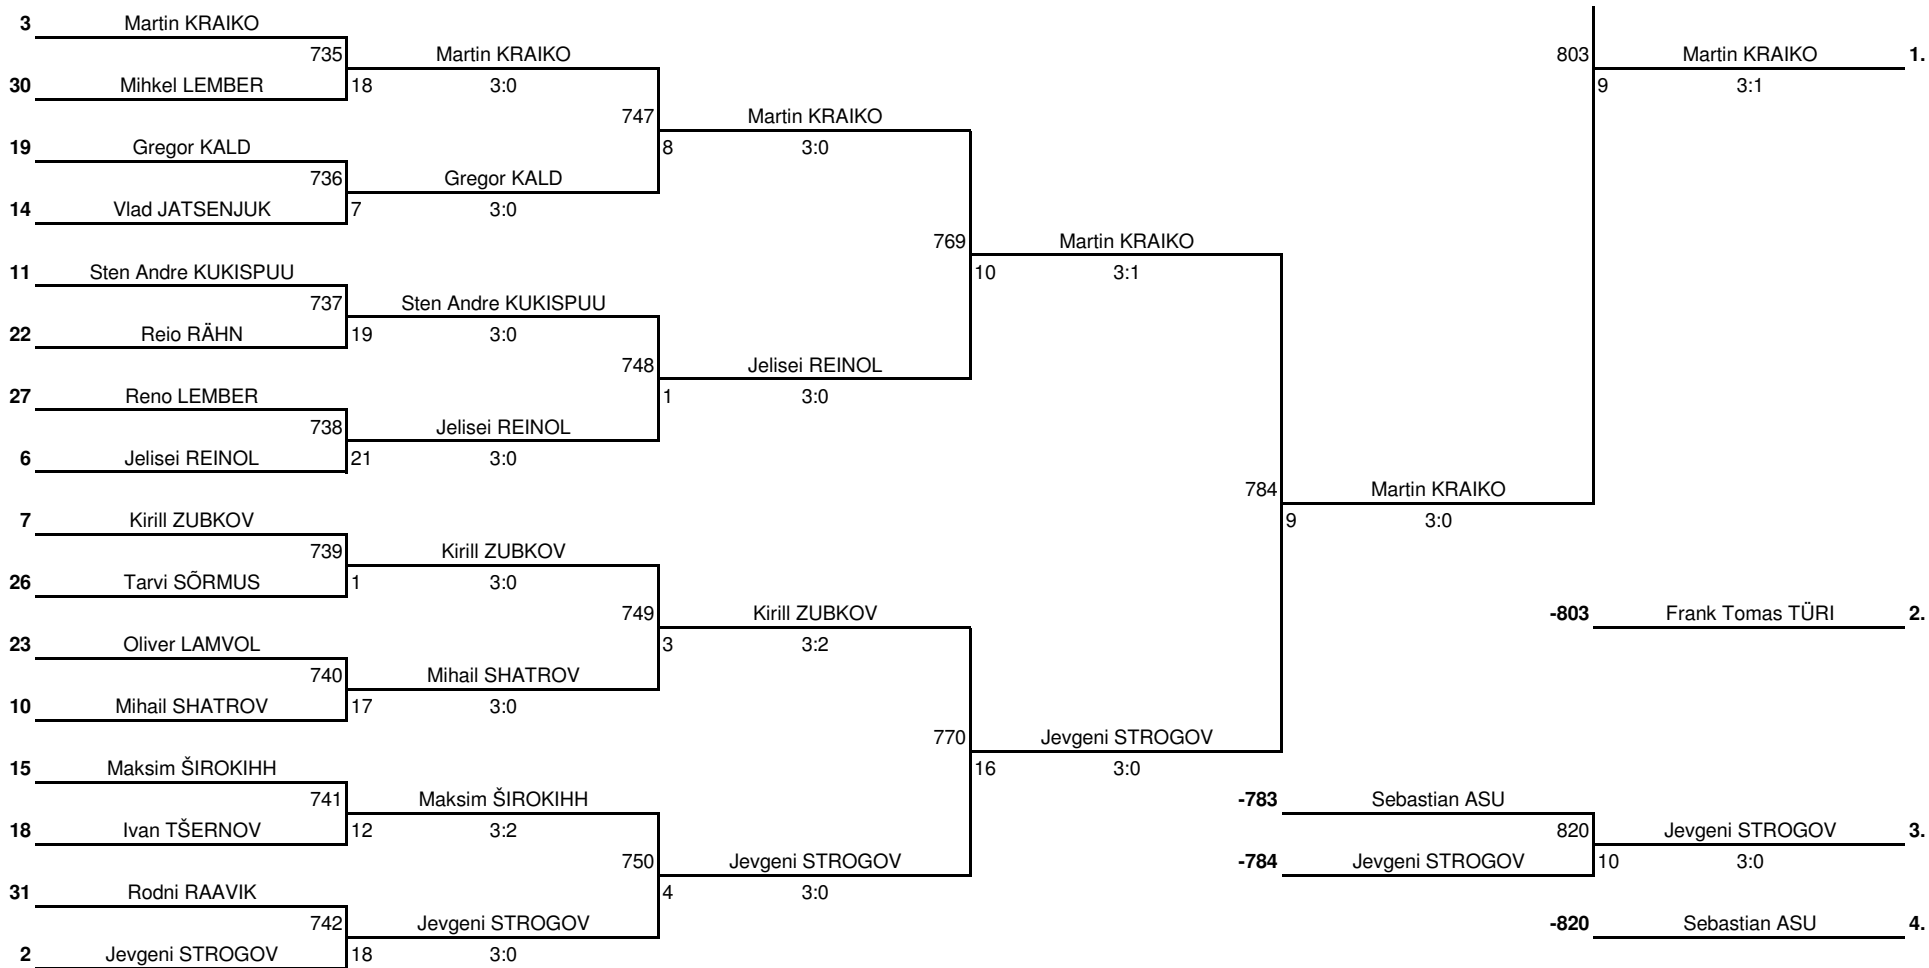 3 Martin KRAIKO
803 Martin KRAIKO 1.
735 Martin KRAIKO
30 Mihkel LEMBER 18 3:0
9 3:1
747 Martin KRAIKO
19 Gregor KALD 8 3:0
736 Gregor KALD
14 Vlad JATSENJUK 7 3:0
769 Martin KRAIKO
11 Sten Andre KUKISPUU 10 3:1
737 Sten Andre KUKISPUU
22 Reio RÄHN 19 3:0
748 Jelisei REINOL
27 Reno LEMBER 1 3:0
738 Jelisei REINOL
6 Jelisei REINOL 21 3:0
784 Martin KRAIKO
7 Kirill ZUBKOV 9 3:0
739 Kirill ZUBKOV
26 Tarvi SÕRMUS 1 3:0
749 Kirill ZUBKOV
-803 Frank Tomas TÜRI 2.
23 Oliver LAMVOL 3 3:2
740 Mihail SHATROV
10 Mihail SHATROV 17 3:0
770 Jevgeni STROGOV
15 Maksim ŠIROKIHH 16 3:0
741 Maksim ŠIROKIHH
-783 Sebastian ASU
18 Ivan TŠERNOV 12 3:2
820 Jevgeni STROGOV 3.
750 Jevgeni STROGOV
-784 Jevgeni STROGOV 10 3:0
31 Rodni RAAVIK 4 3:0
742 Jevgeni STROGOV
-820 Sebastian ASU 4.
2 Jevgeni STROGOV 18 3:0